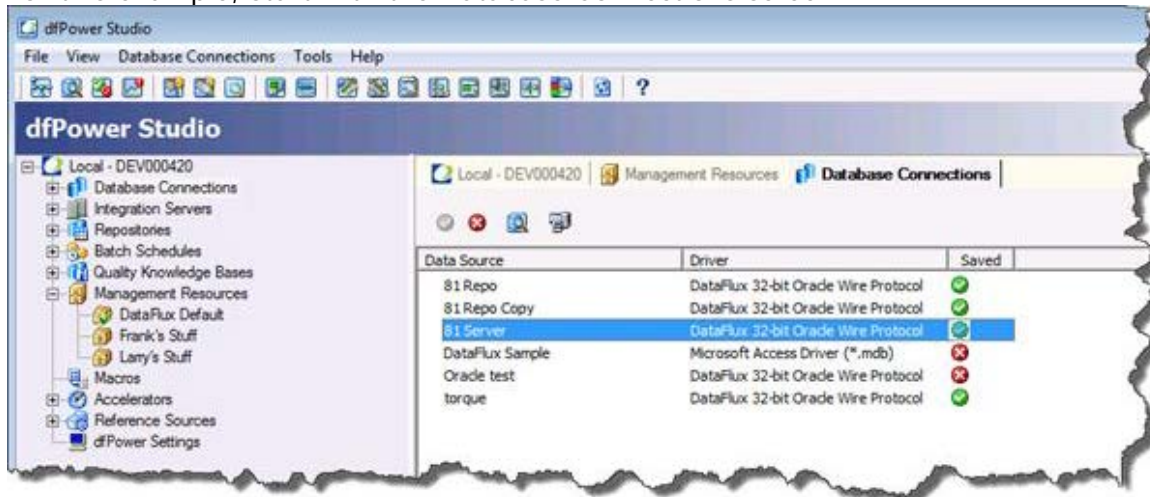 dfPower Studio
File View Database Connections Tools Help
?
dfPower Studio
Local - DEV000420
Database Connections
Integration Servers
Repositories
Batch Schedules
Quality Knowledge Bases
Management Resources
DataFlux Default
Frank's Stuff
Larry's Stuff
Macros
Accelerators
Reference Sources
dfPower Settings
Local - DEV000420 Management Resources Database Connections
Data Source Driver Saved
81 Repo DataFlux 32-bit Oracle Wire Protocol
81 Repo Copy DataFlux 32-bit Oracle Wire Protocol
81 Server DataFlux 32-bit Oracle Wire Protocol
DataFlux Sample Microsoft Access Driver (*.mdb)
Oracle test DataFlux 32-bit Oracle Wire Protocol
torque DataFlux 32-bit Oracle Wire Protocol